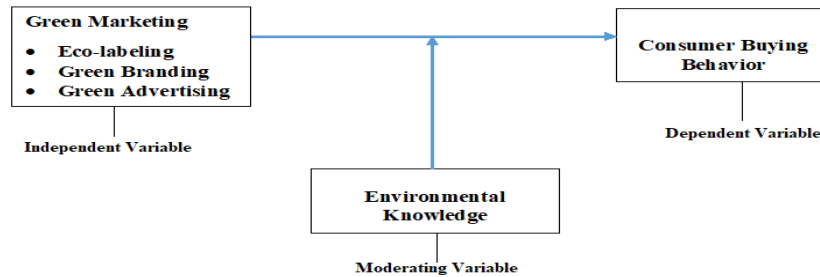 Green Marketing
● Eco-labeling
● Green Branding
● Green Advertising
Independent Variable
Consumer Buying
Behavior
Dependent Variable
Environmental
Knowledge
Moderating Variable